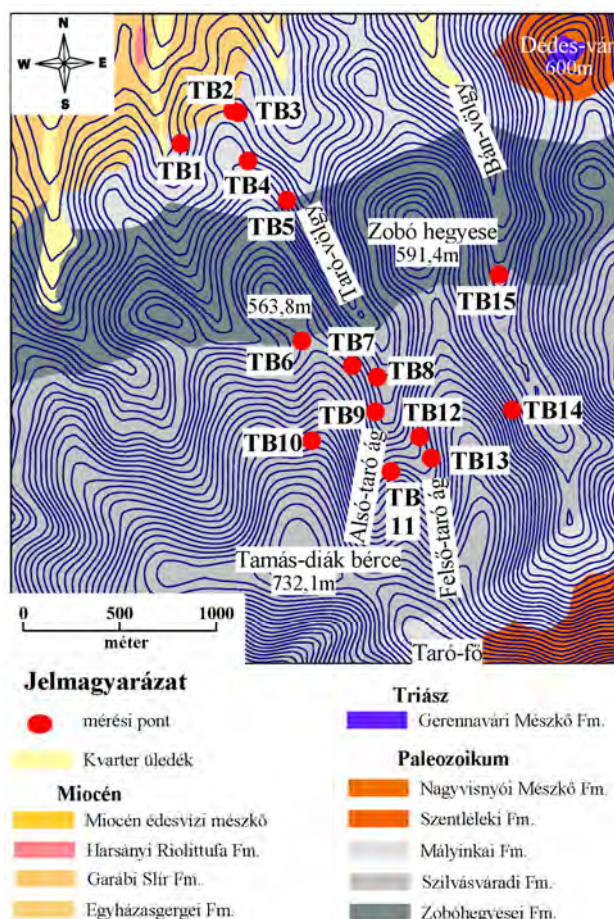 N
W E
S
Dédes-vár
600m
TB2
TB3
TB1
TB4
TB5
Bán-völgy
Taró-völgy
Zobó hegyese
591,4m
TB15
563,8m
TB6
TB7
TB8
TB9
TB12
TB14
TB10
TB13
TB
11
Alsó-taró ág
Felső-taró ág
Tamás-diák bérce
732,1m
Taró-fő
0 500 1000
méter
Jelmagyarázat
mérési pont
Kvarter üledék
Miocén
Miocén édesvízi mészkő
Harsányi Riolittufa Fm.
Garábi Slír Fm.
Egyházasgergei Fm.
Triász
Gerennavári Mészkő Fm.
Paleozoikum
Nagyvisnyói Mészkő Fm.
Szentléleki Fm.
Mályinkai Fm.
Szilvásváradi Fm.
Zobóhegyesei Fm.